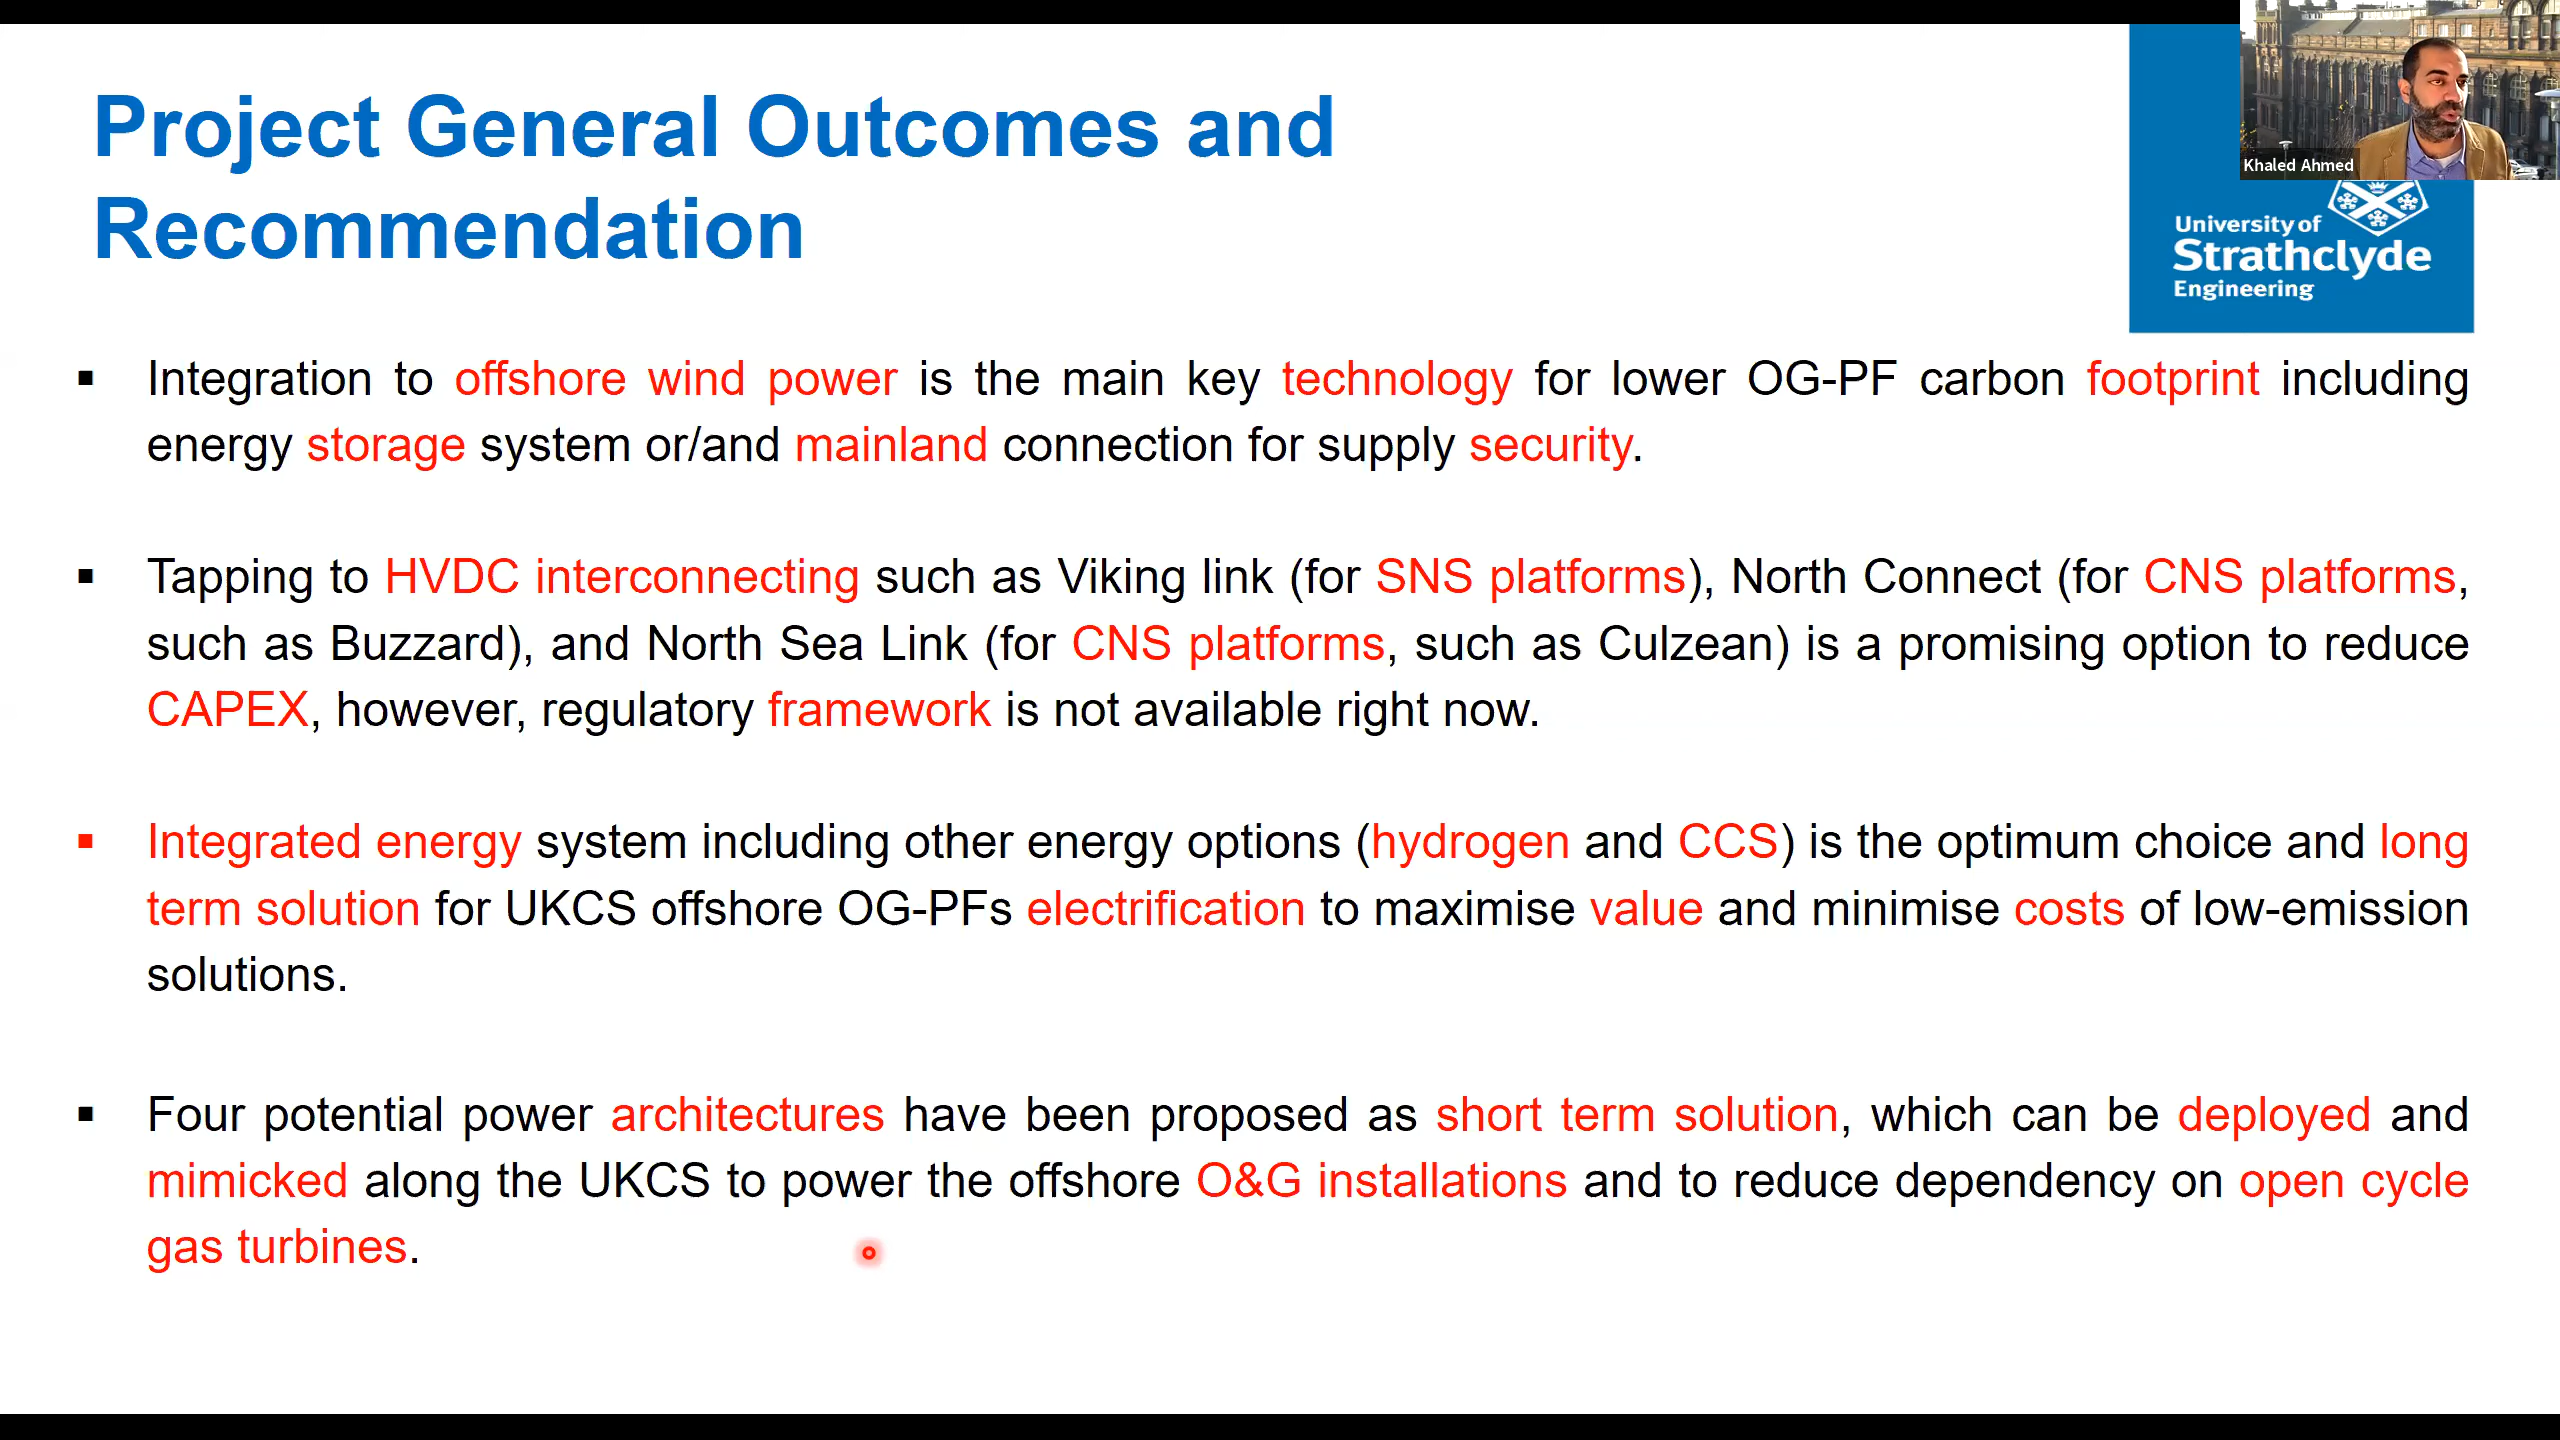 Project General Outcomes and
Recommendation
Khaled Ahmed
University of
Strathclyde
Engineering
▪ Integration to offshore wind power is the main key technology for lower OG-PF carbon footprint including
energy storage system or/and mainland connection for supply security.
▪ Tapping to HVDC interconnecting such as Viking link (for SNS platforms), North Connect (for CNS platforms,
such as Buzzard), and North Sea Link (for CNS platforms, such as Culzean) is a promising option to reduce
CAPEX, however, regulatory framework is not available right now.
▪ Integrated energy system including other energy options (hydrogen and CCS) is the optimum choice and long
term solution for UKCS offshore OG-PFs electrification to maximise value and minimise costs of low-emission
solutions.
▪ Four potential power architectures have been proposed as short term solution, which can be deployed and
mimicked along the UKCS to power the offshore O&G installations and to reduce dependency on open cycle
gas turbines.